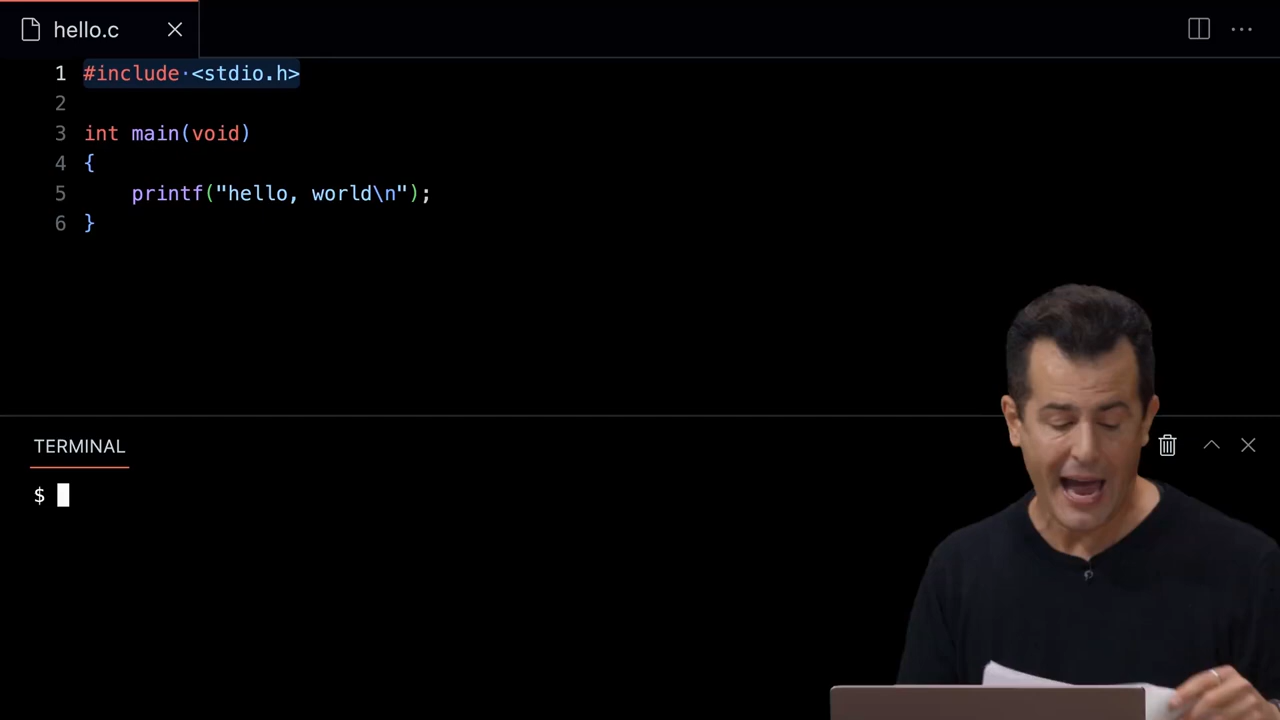 hello.c
1 #include <stdio.h>
2
3 int main(void)
4 {
5     printf("hello, world\n");
6 }
TERMINAL
$